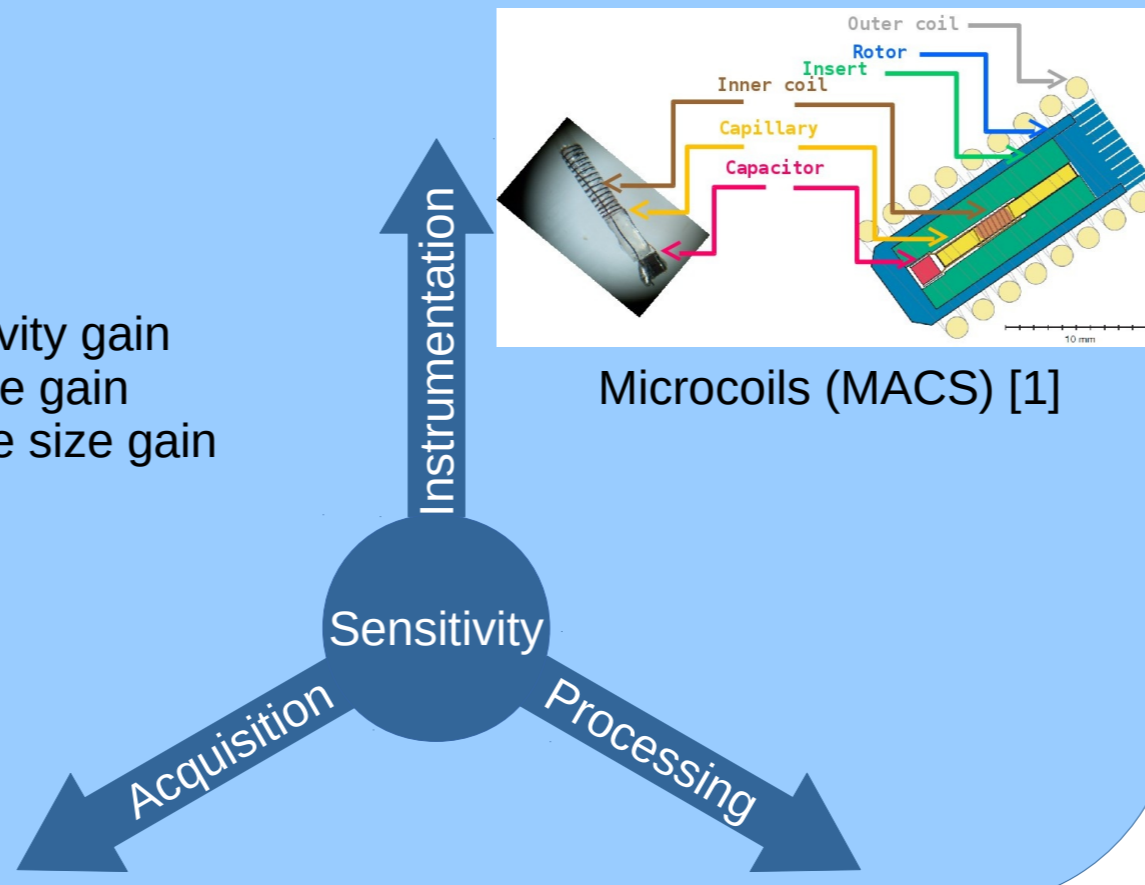 Outer coil
Rotor
Insert
Inner coil
Capillary
Capacitor
10 mm
Microcoils (MACS) [1]
gain
gain
size gain
Instrumentation
Sensitivity
Acquisition
Processing